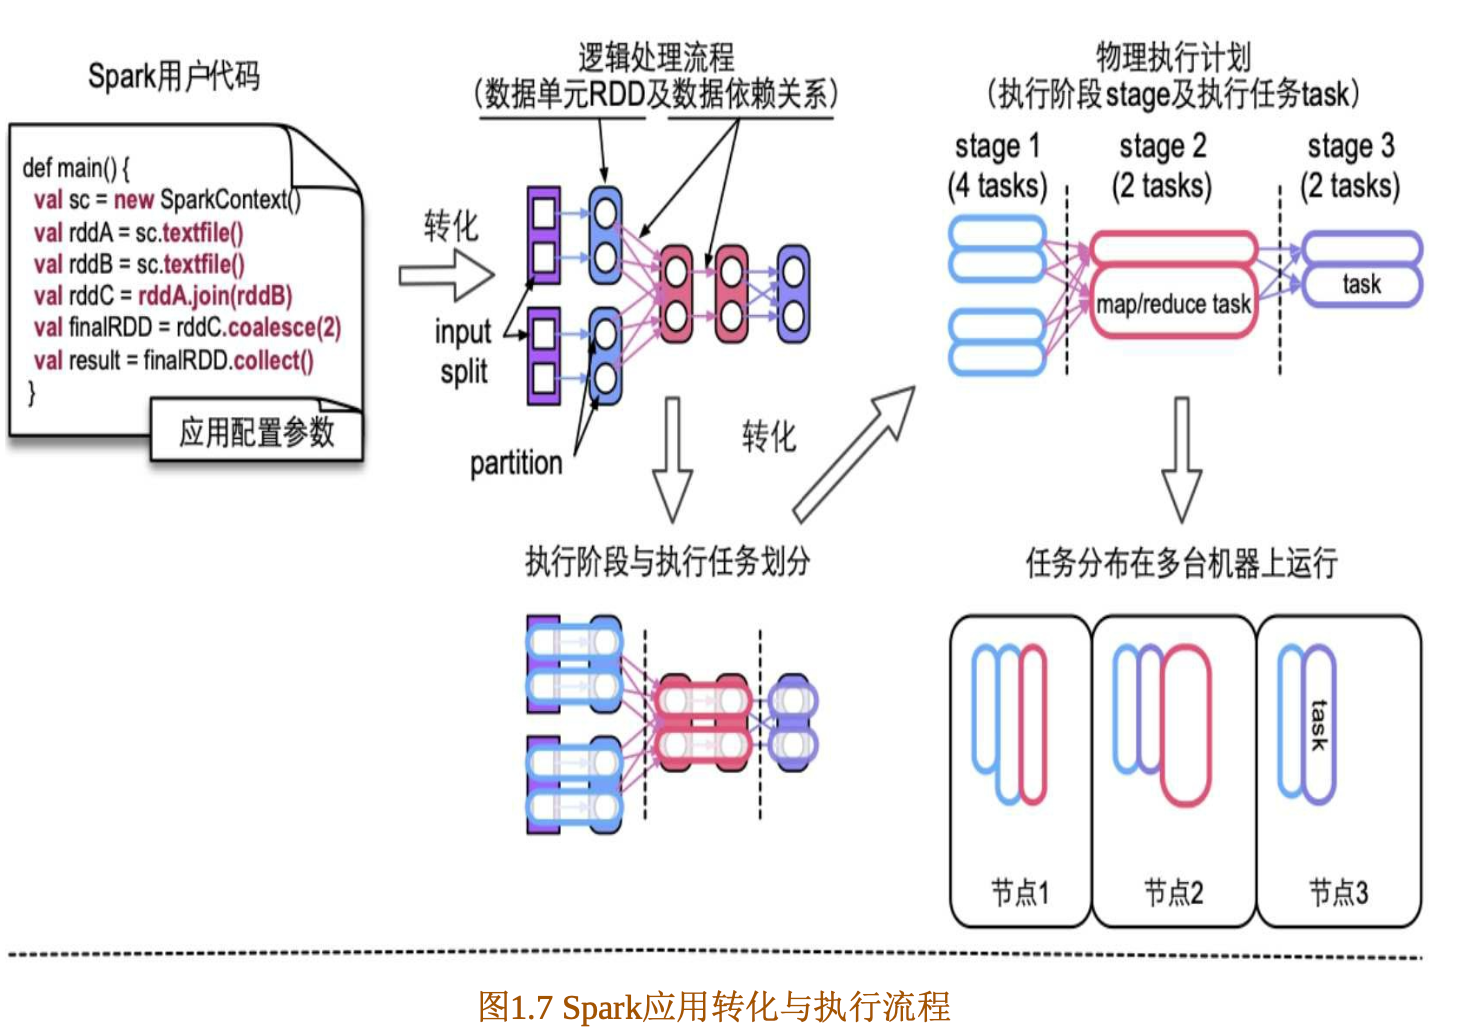 Spark用户代码
def main() {
val sc = new SparkContext()
val rddA = sc.textfile()
val rddB = sc.textfile()
val rddC = rddA.join(rddB)
val finalRDD = rddC.coalesce(2)
val result = finalRDD.collect()
}
应用配置参数
转化
逻辑处理流程
（数据单元RDD及数据依赖关系）
input
split
partition
转化
执行阶段与执行任务划分
物理执行计划
（执行阶段stage及执行任务task）
stage 1
(4 tasks)
stage 2
(2 tasks)
stage 3
(2 tasks)
map/reduce task
task
任务分布在多台机器上运行
task
节点1
节点2
节点3
图1.7 Spark应用转化与执行流程